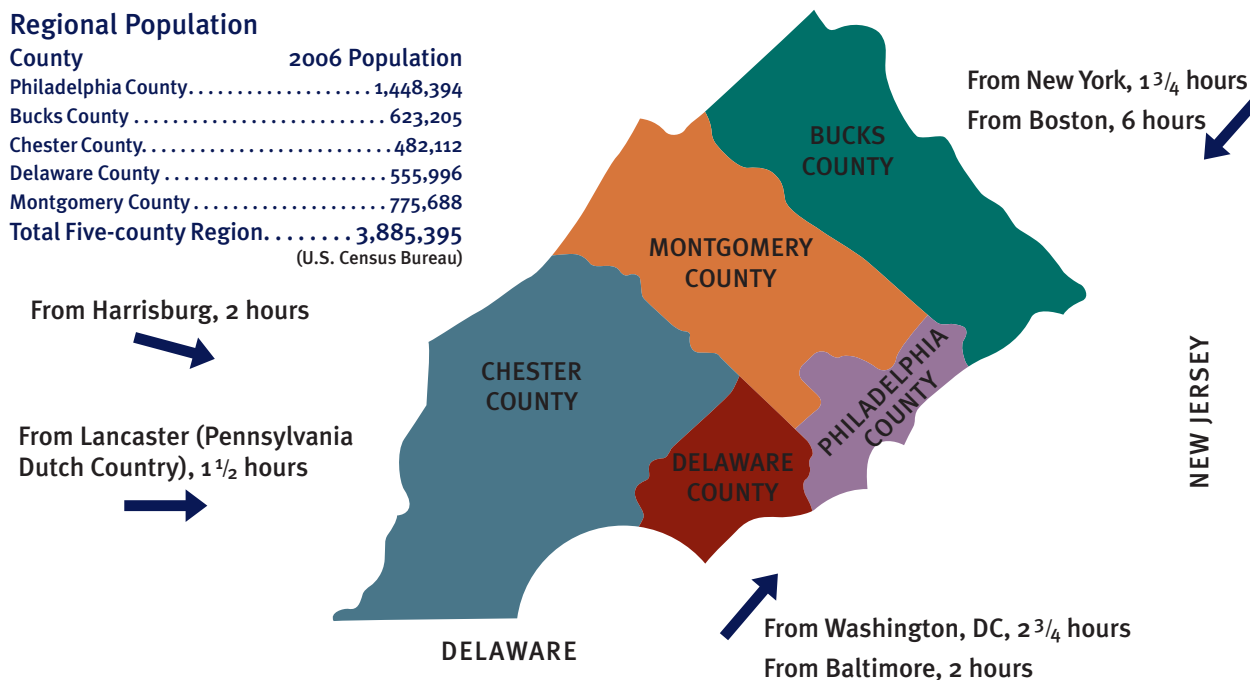 Regional Population
County 2006 Population
Philadelphia County................... 1,448,394
Bucks County .......................... 623,205
Chester County......................... 482,112
Delaware County ....................... 555,996
Montgomery County ..................... 775,688
Total Five-county Region........ 3,885,395
(U.S. Census Bureau)
From New York, 1 3/4 hours
From Boston, 6 hours
BUCKS
COUNTY
MONTGOMERY
COUNTY
From Harrisburg, 2 hours
CHESTER
COUNTY
PHILADELPHIA
COUNTY
NEW JERSEY
From Lancaster (Pennsylvania
Dutch Country), 1 1/2 hours
DELAWARE
COUNTY
From Washington, DC, 2 3/4 hours
From Baltimore, 2 hours
DELAWARE